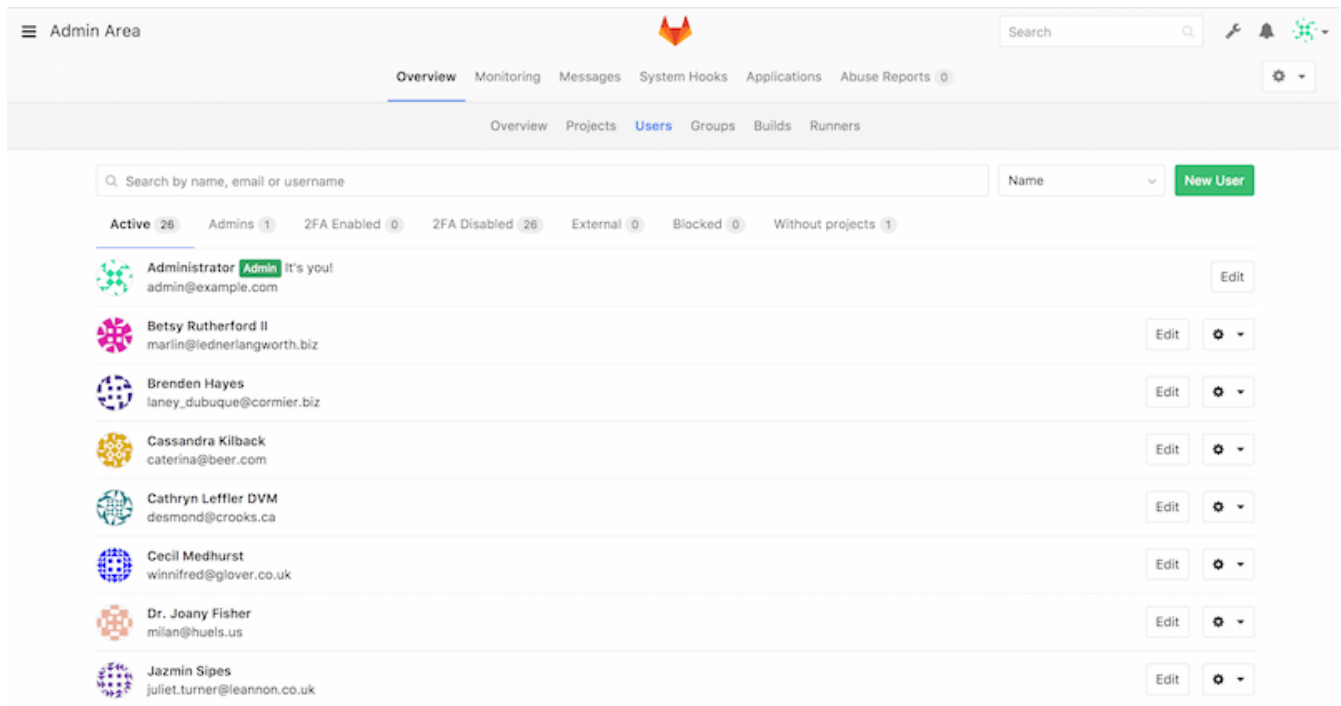 Admin Area
Search
Overview Monitoring Messages System Hooks Applications Abuse Reports 0
Overview Projects Users Groups Builds Runners
Search by name, email or username
Name
New User
Active 26 Admins 1 2FA Enabled 0 2FA Disabled 26 External 0 Blocked 0 Without projects 1
Administrator Admin It's you!
admin@example.com
Edit
Betsy Rutherford II
marlin@lednerlangworth.biz
Edit
Brenden Hayes
laney_dubuque@cormier.biz
Edit
Cassandra Kilback
caterina@beer.com
Edit
Cathryn Leffler DVM
desmond@crooks.ca
Edit
Cecil Medhurst
winnifred@glover.co.uk
Edit
Dr. Joany Fisher
milan@huels.us
Edit
Jazmin Sipes
juliet.turner@leannon.co.uk
Edit